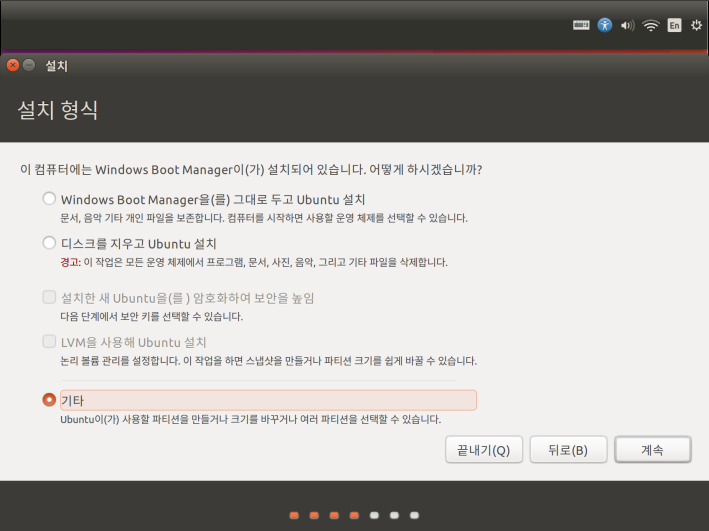 En
설치
설치 형식
이 컴퓨터에는 Windows Boot Manager이(가) 설치되어 있습니다. 어떻게 하시겠습니까?
Windows Boot Manager을(를) 그대로 두고 Ubuntu 설치
문서, 음악 기타 개인 파일을 보존합니다. 컴퓨터를 시작하면 사용할 운영 체제를 선택할 수 있습니다.
디스크를 지우고 Ubuntu 설치
경고: 이 작업은 모든 운영 체제에서 프로그램, 문서, 사진, 음악, 그리고 기타 파일을 삭제합니다.
설치한 새 Ubuntu을(를 ) 암호화하여 보안을 높임
다음 단계에서 보안 키를 선택할 수 있습니다.
LVM을 사용해 Ubuntu 설치
논리 볼륨 관리를 설정합니다. 이 작업을 하면 스냅샷을 만들거나 파티션 크기를 쉽게 바꿀 수 있습니다.
기타
Ubuntu이(가) 사용할 파티션을 만들거나 크기를 바꾸거나 여러 파티션을 선택할 수 있습니다.
끝내기(Q) 뒤로(B) 계속